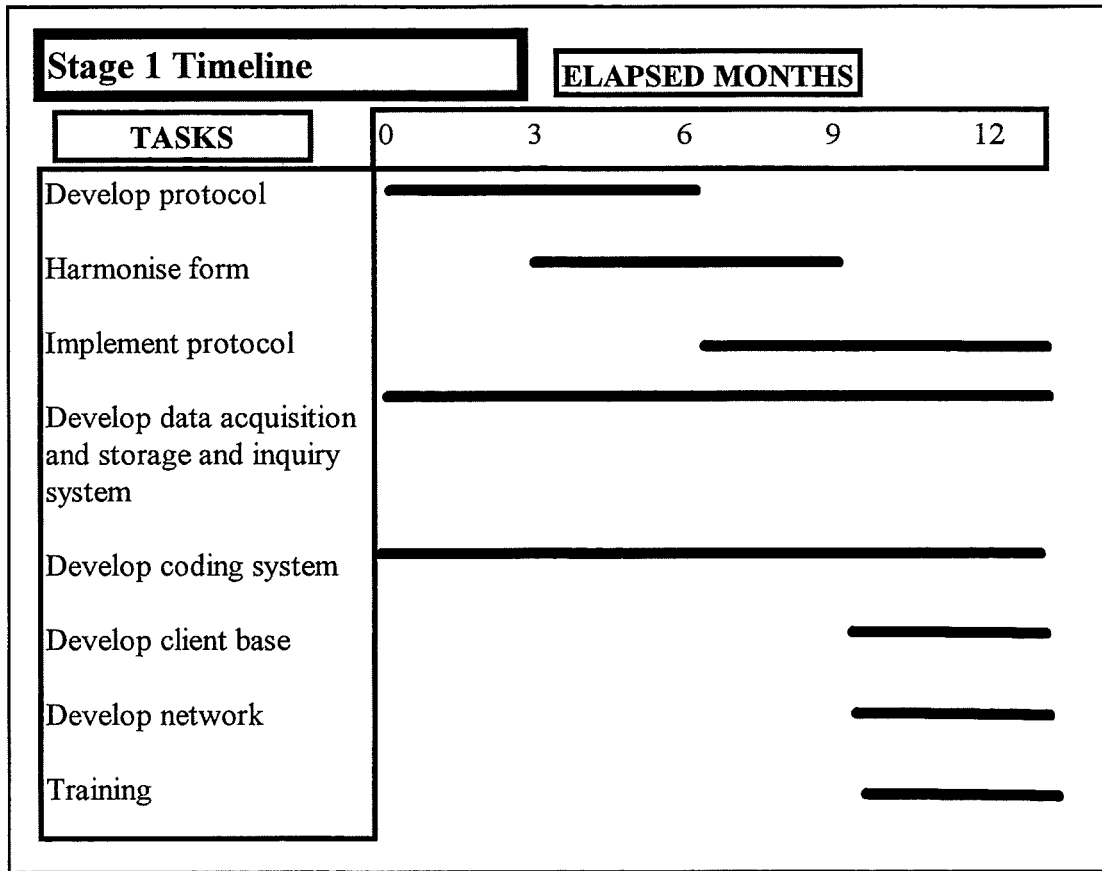 Stage 1 Timeline
ELAPSED MONTHS
TASKS
0 3 6 9 12
Develop protocol
Harmonise form
Implement protocol
Develop data acquisition
and storage and inquiry
system
Develop coding system
Develop client base
Develop network
Training